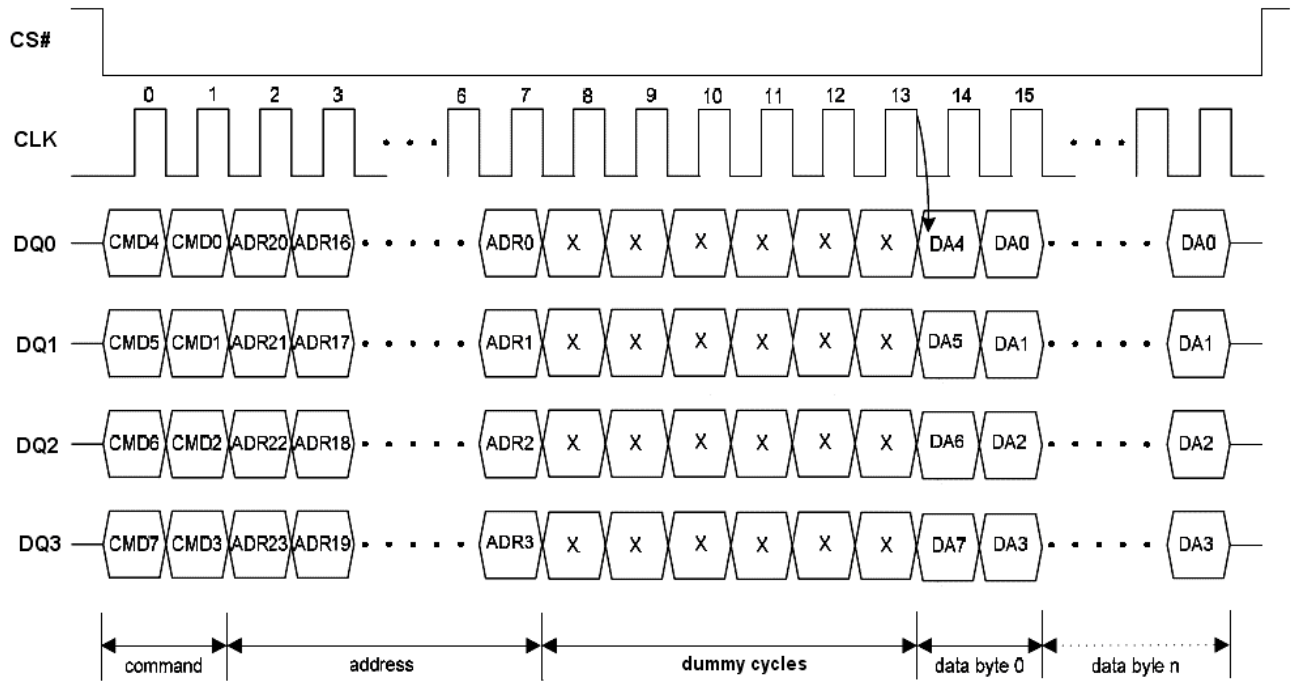 CS#
0 1 2 3 6 7 8 9 10 11 12 13 14 15
CLK
DQ0 CMD4 CMD0 ADR20 ADR16 ADR0 X X X X X X DA4 DA0 DA0
DQ1 CMD5 CMD1 ADR21 ADR17 ADR1 X X X X X X DA5 DA1 DA1
DQ2 CMD6 CMD2 ADR22 ADR18 ADR2 X X X X X X DA6 DA2 DA2
DQ3 CMD7 CMD3 ADR23 ADR19 ADR3 X X X X X X DA7 DA3 DA3
command address dummy cycles data byte 0 data byle n